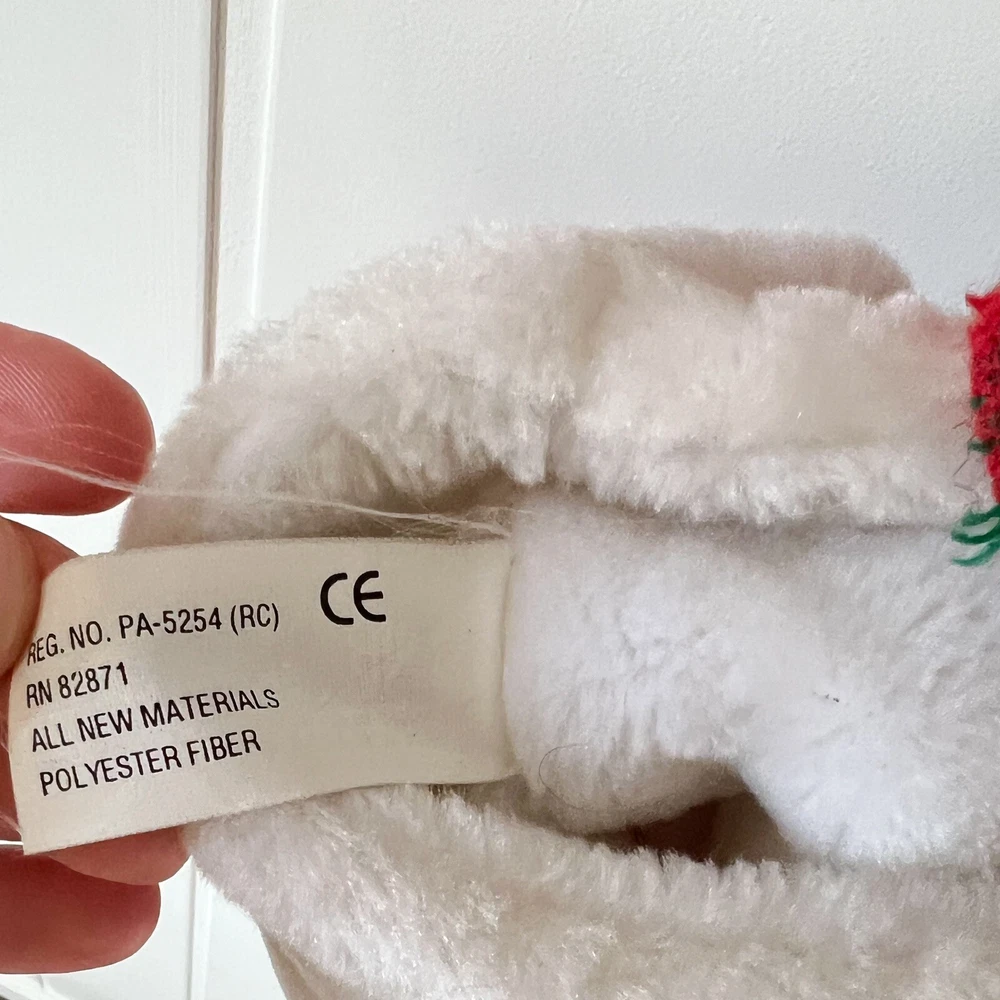 CE
REG. NO. PA-5254 (RC)
RN 82871
ALL NEW MATERIALS
POLYESTER FIBER